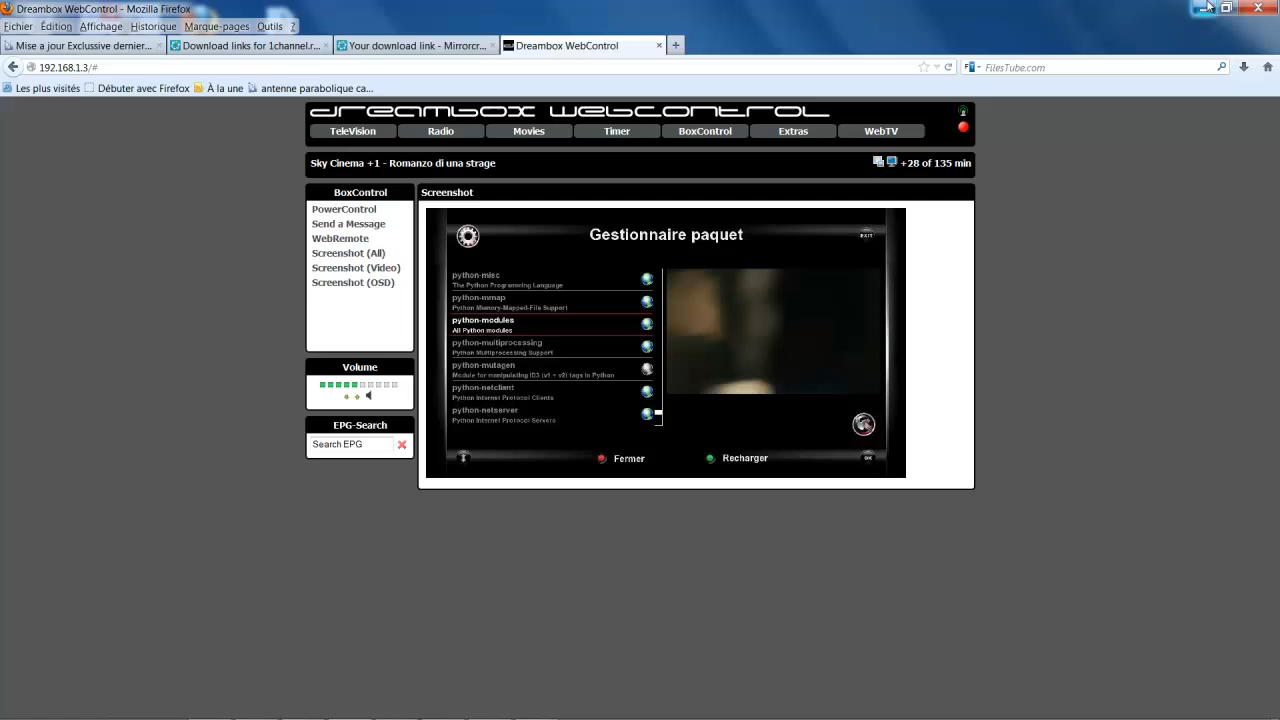 Dreambox WebControl - Mozilla Firefox
Fichier Édition Affichage Historique Marque-pages Outils ?
Mise a jour Exclussive dernier... Download links for 1channel.r... Your download link - Mirrorcr... Dreambox WebControl
192.168.1.3/# FilesTube.com
Les plus visités Débuter avec Firefox À la une antenne parabolique ca...
dreambox webcontrol
TeleVision Radio Movies Timer BoxControl Extras WebTV
Sky Cinema +1 - Romanzo di una strage +28 of 135 min
BoxControl
PowerControl
Send a Message
WebRemote
Screenshot (All)
Screenshot (Video)
Screenshot (OSD)
Volume
EPG-Search
Search EPG
Screenshot
Gestionnaire paquet
EXIT
python-misc
The Python Programming Language
python-mmap
Python Memory-Mapped-File Support
python-modules
All Python modules
python-multiprocessing
Python Multiprocessing Support
python-mutagen
Module for manipulating ID3 (v1 + v2) tags in Python
python-netclient
Python Internet Protocol Clients
python-netserver
Python Internet Protocol Servers
Fermer Recharger OK